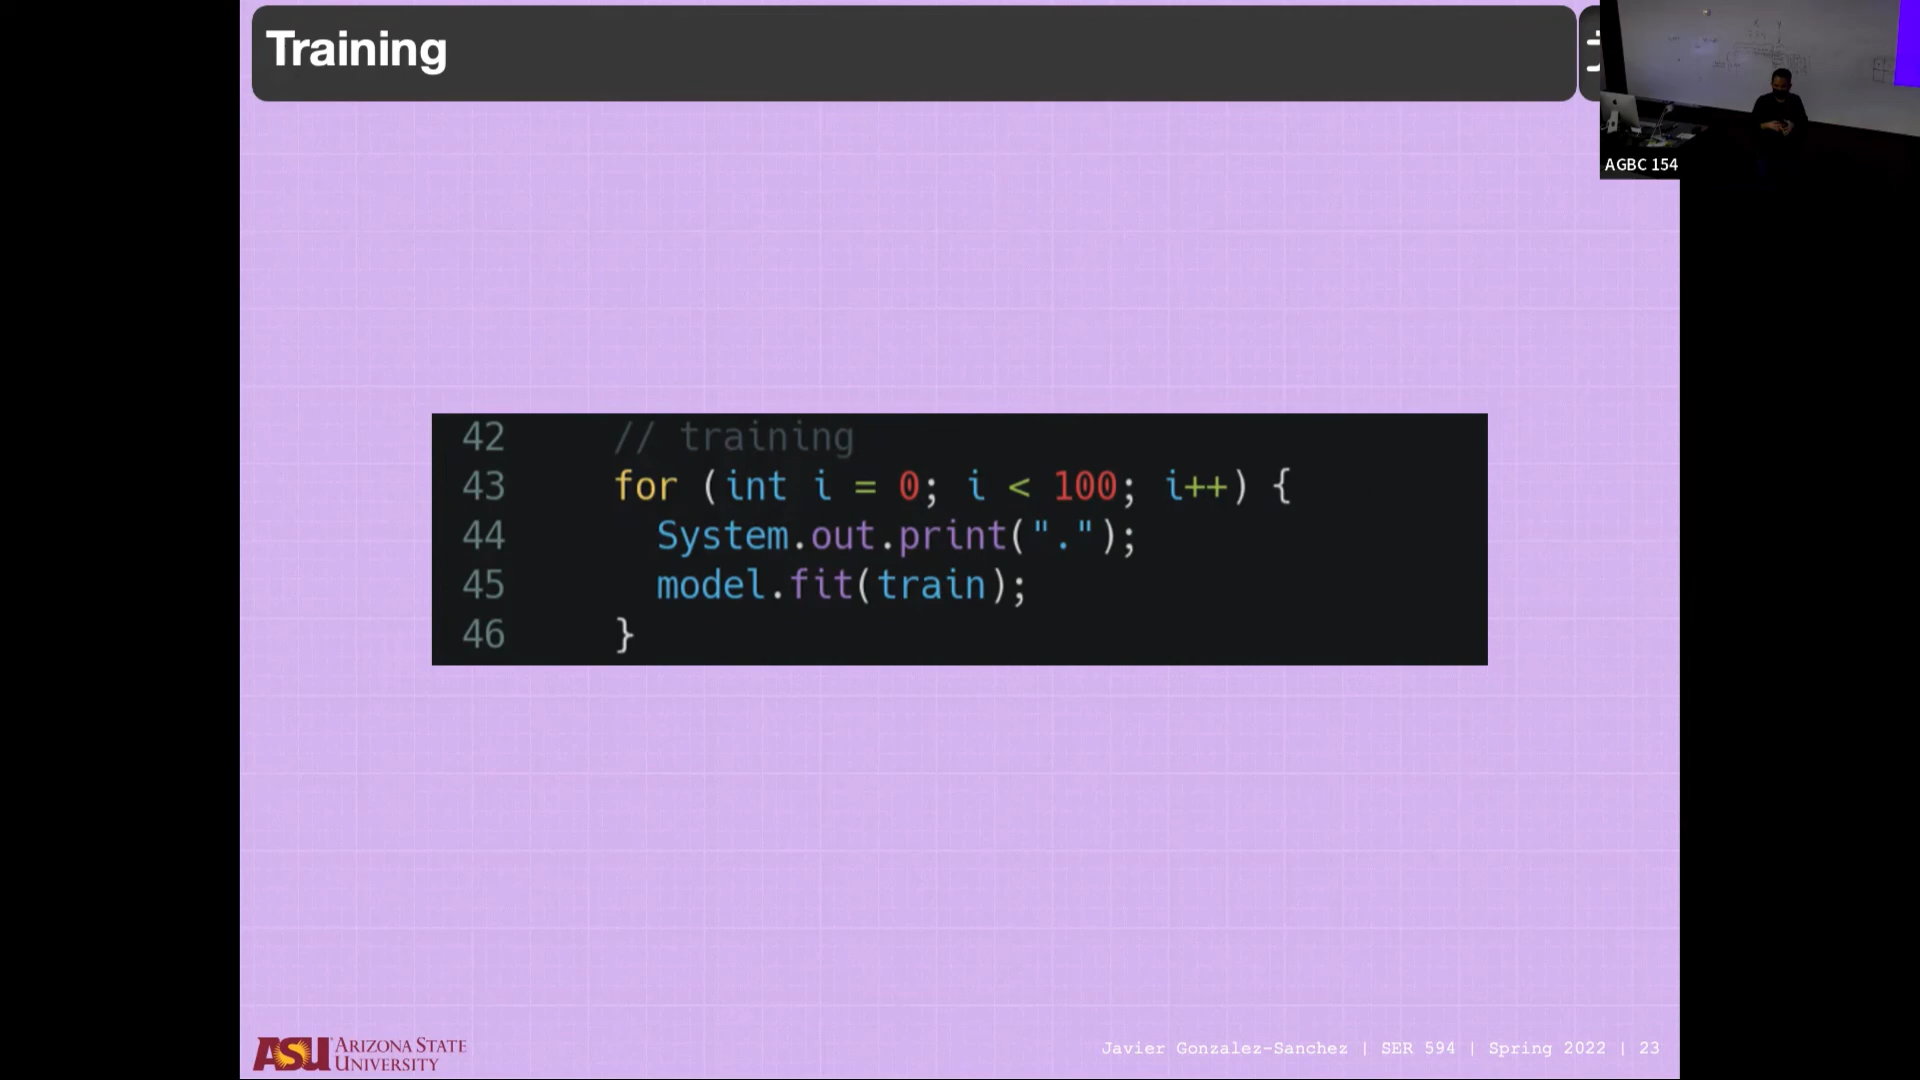 Training
AGBC 154
42 // training
43 for (int i = 0; i < 100; i++) {
44 System.out.print(".");
45 model.fit(train);
46 }
ASU ARIZONA STATE
UNIVERSITY
Javier Gonzalez-Sanchez | SER 594 | Spring 2022 | 23